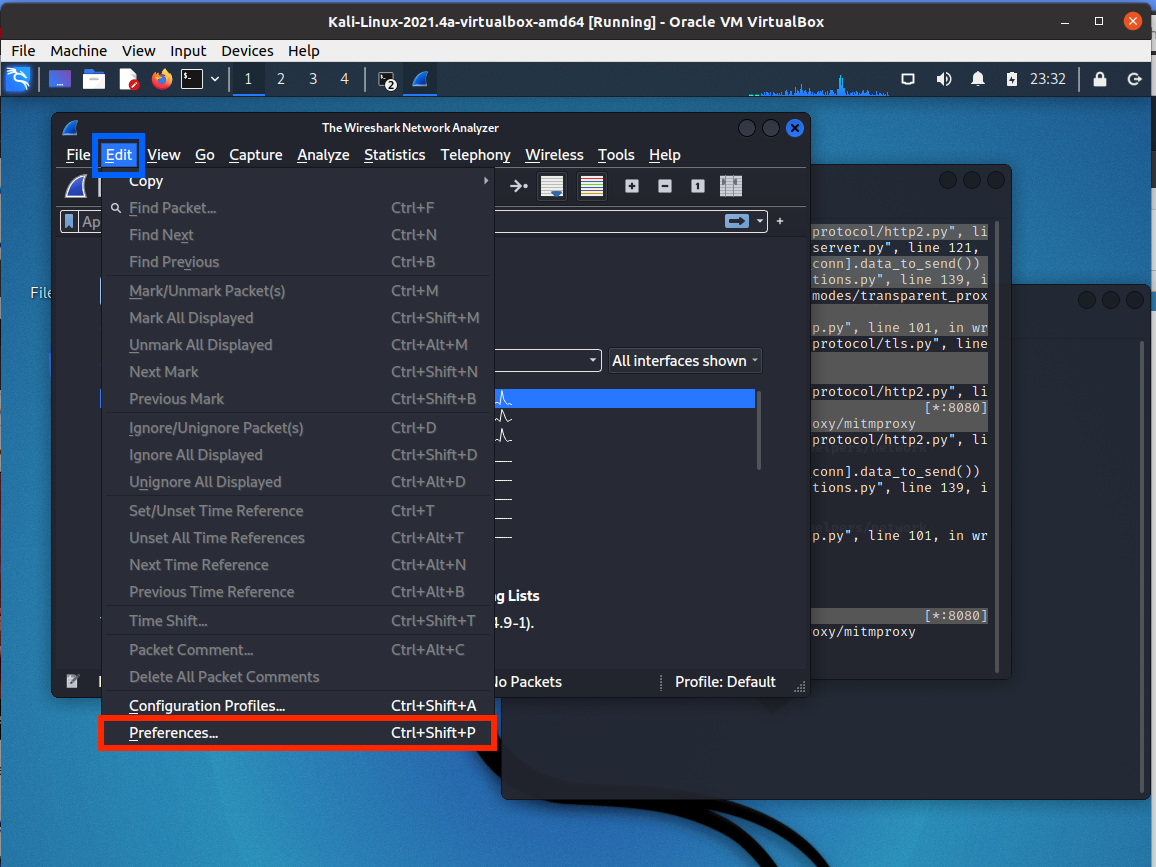 Kali-Linux-2021.4a-virtualbox-amd64 [Running] - Oracle VM VirtualBox
File Machine View Input Devices Help
1 2 3 4 2 23:32
The Wireshark Network Analyzer
File Edit View Go Capture Analyze Statistics Telephony Wireless Tools Help
Copy
Find Packet... Ctrl+F
Find Next Ctrl+N
Find Previous Ctrl+B
Mark/Unmark Packet(s) Ctrl+M
Mark All Displayed Ctrl+Shift+M
Unmark All Displayed Ctrl+Alt+M
Next Mark Ctrl+Shift+N
Previous Mark Ctrl+Shift+B
Ignore/Unignore Packet(s) Ctrl+D
Ignore All Displayed Ctrl+Shift+D
Unignore All Displayed Ctrl+Alt+D
Set/Unset Time Reference Ctrl+T
Unset All Time References Ctrl+Alt+T
Next Time Reference Ctrl+Alt+N
Previous Time Reference Ctrl+Alt+B
Time Shift... Ctrl+Shift+T
Packet Comment... Ctrl+Alt+C
Delete All Packet Comments
Configuration Profiles... Ctrl+Shift+A
Preferences... Ctrl+Shift+P
1
Ap
+
File
All interfaces shown
ng Lists
4.9-1).
No Packets Profile: Default
protocol/http2.py", li
server.py", line 121,
conn].data_to_send())
tions.py", line 139, i
modes/transparent_prox
p.py", line 101, in wr
protocol/tls.py", line
protocol/http2.py", li
[*:8080]
oxy/mitmproxy
protocol/http2.py", li
helpers/network
conn].data_to_send())
tions.py", line 139, i
helpers/network
p.py", line 101, in wr
[*:8080]
oxy/mitmproxy